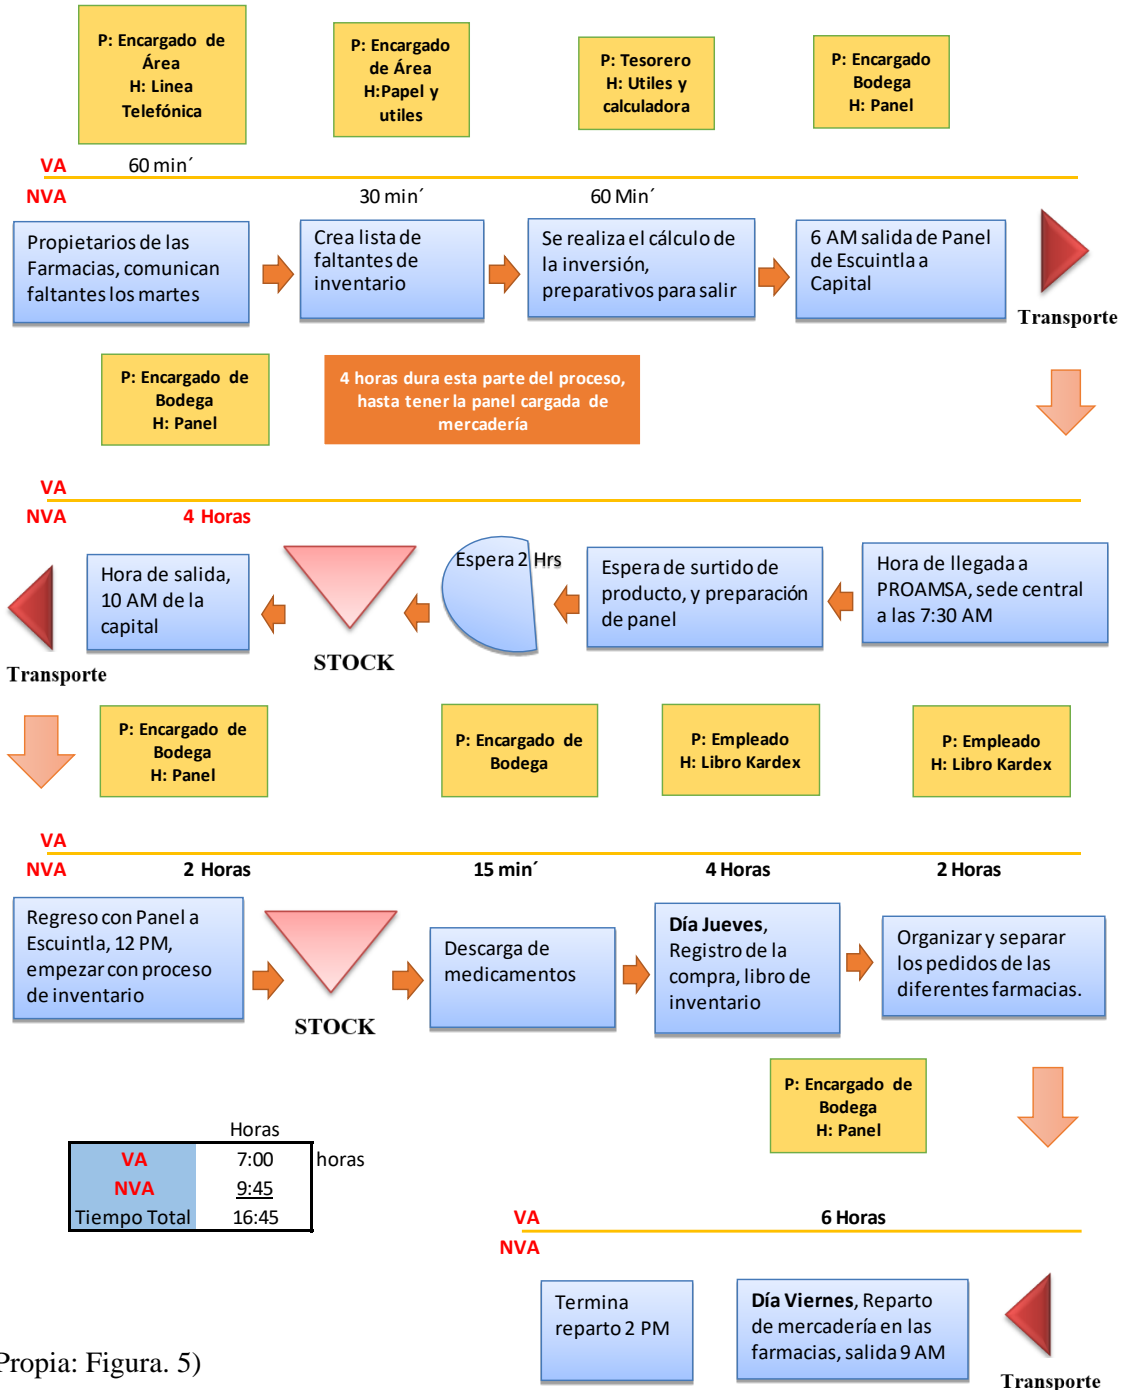 P: Encargado de
Área
H: Linea
Telefónica
P: Encargado
de Área
H:Papel y
utiles
P: Tesorero
H: Utiles y
calculadora
P: Encargado
Bodega
H: Panel
VA 60 min´
NVA 30 min´ 60 Min´
Propietarios de las
Farmacias, comunican
faltantes los martes
Crea lista de
faltantes de
inventario
Se realiza el cálculo de
la inversión,
preparativos para salir
6 AM salida de Panel
de Escuintla a
Capital
Transporte
P: Encargado de
Bodega
H: Panel
4 horas dura esta parte del proceso,
hasta tener la panel cargada de
mercadería
VA
NVA 4 Horas
Transporte
Hora de salida,
10 AM de la
capital
STOCK
Espera 2 Hrs
Espera de surtido de
producto, y preparación
de panel
Hora de llegada a
PROAMSA, sede central
a las 7:30 AM
P: Encargado de
Bodega
H: Panel
P: Encargado de
Bodega
P: Empleado
H: Libro Kardex
P: Empleado
H: Libro Kardex
VA
NVA 2 Horas 15 min´ 4 Horas 2 Horas
Regreso con Panel a
Escuintla, 12 PM,
empezar con proceso
de inventario
STOCK
Descarga de
medicamentos
Día Jueves,
Registro de la
compra, libro de
inventario
Organizar y separar
los pedidos de las
diferentes farmacias.
P: Encargado de
Bodega
H: Panel
Horas
VA 7:00 horas
NVA 9:45
Tiempo Total 16:45
VA 6 Horas
NVA
Termina
reparto 2 PM
Día Viernes, Reparto
de mercadería en las
farmacias, salida 9 AM
Transporte
Propia: Figura. 5)